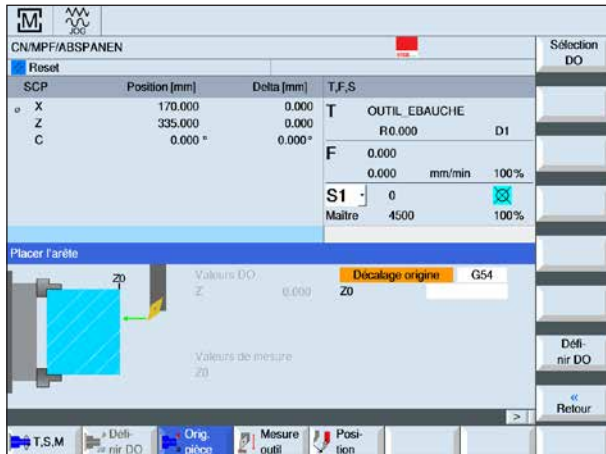 M
JOG
CN/MPF/ABSPANEN
Reset
SCP Position [mm] Delta [mm]
X 170.000 0.000
Z 335.000 0.000
C 0.000 ° 0.000 °
T,F,S
T OUTIL_EBAUCHE
R0.000 D1
F 0.000
0.000 mm/min 100%
S1 0
Maître 4500 100%
Placer l'arête
Z0
Valeurs DO
Z 0.000
Valeurs de mesure
Z0
Décalage origine G54
Z0
Sélection
DO
Défi-
nir DO
«
Retour
>
T,S,M
Défi-
nir DO
Orig.
pièce
Mesure
outil
Posi-
tion